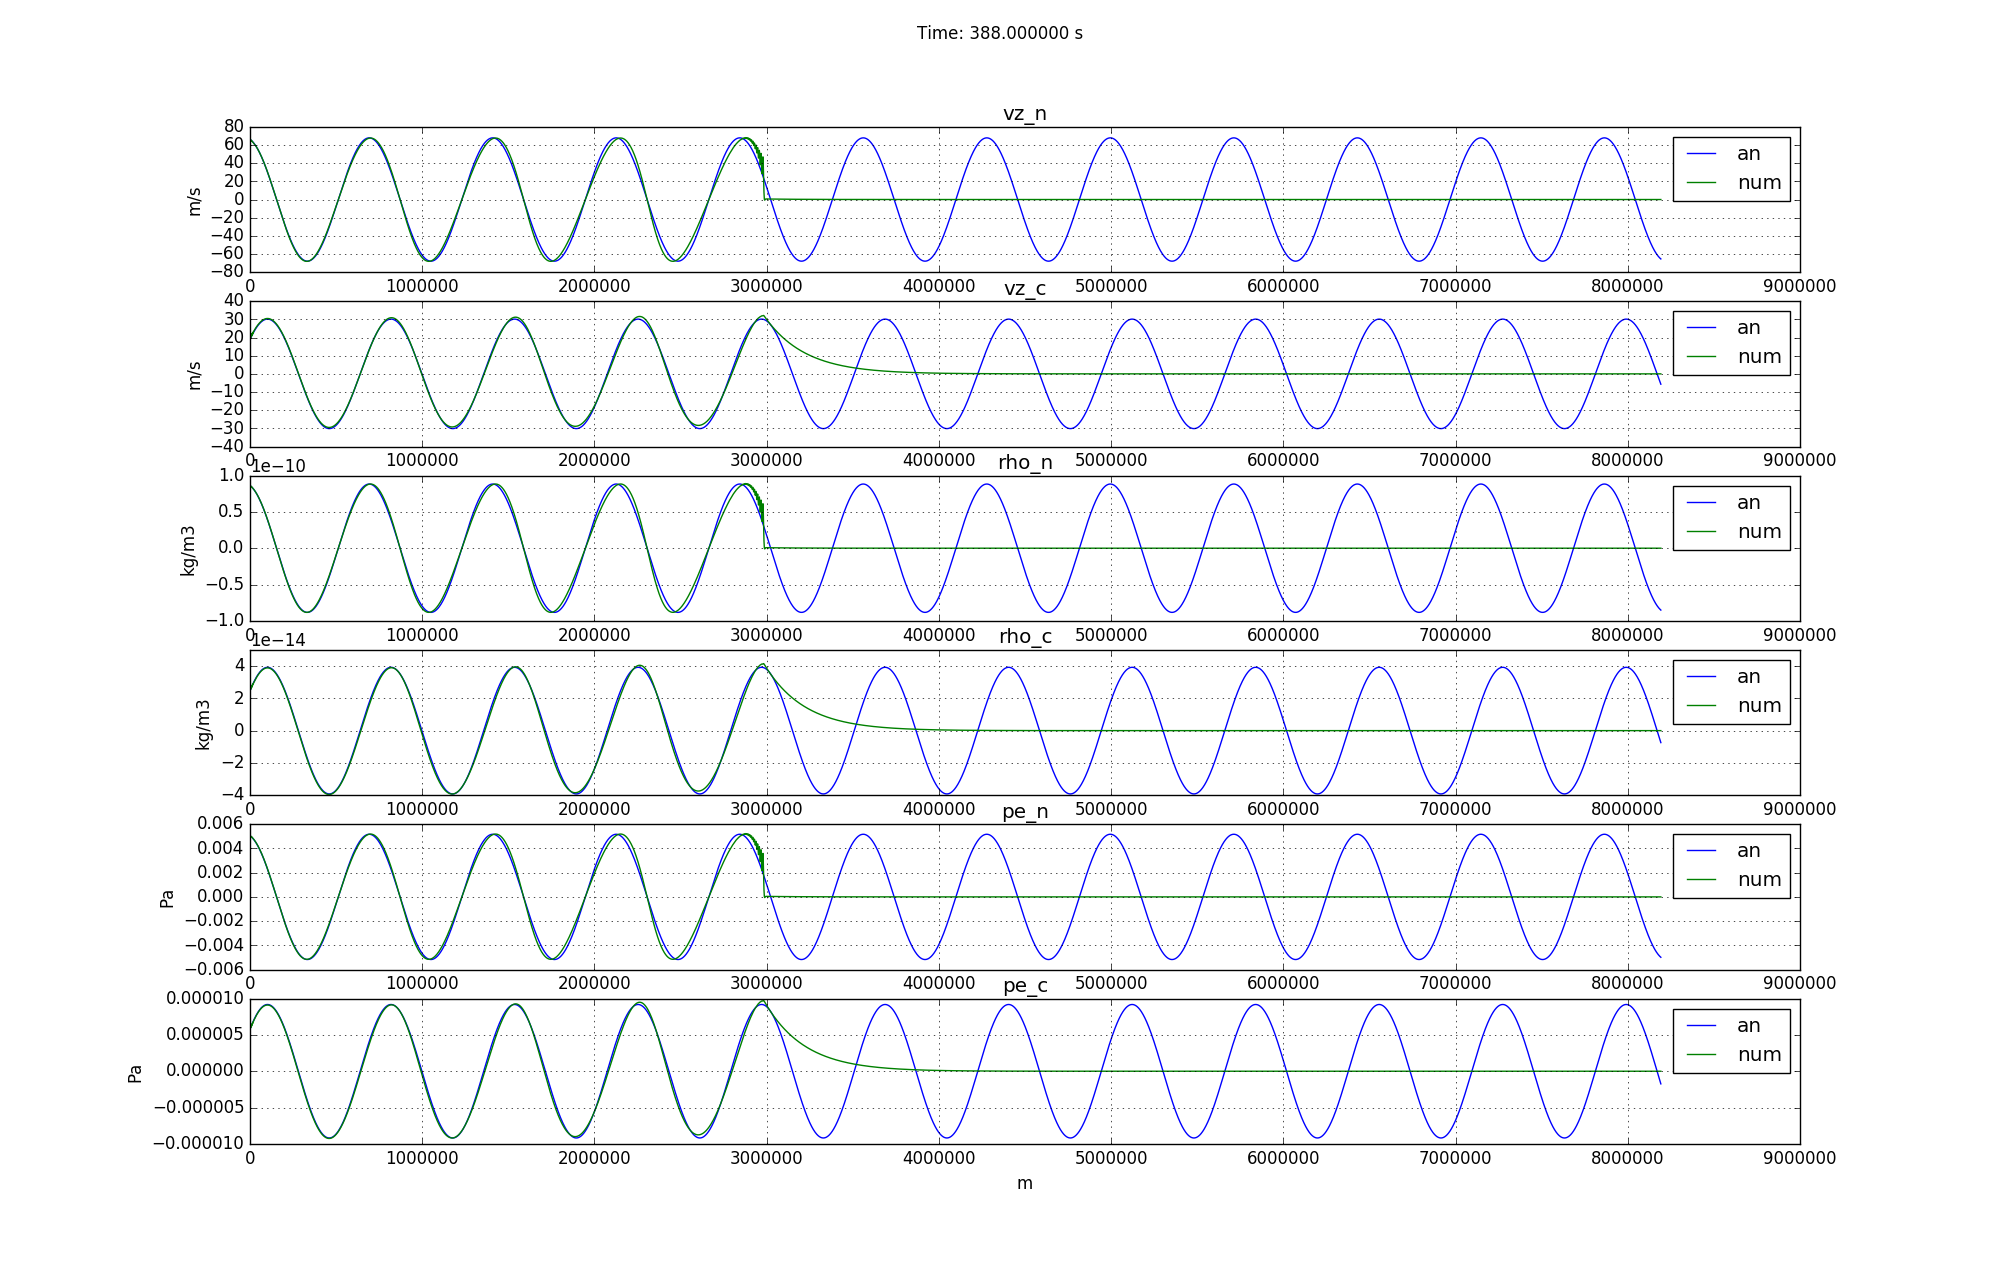 Time: 388.000000 s
vz_n
80
60
40
20
0
−20
−40
−60
−80
m/s
an
num
0 1000000 2000000 3000000 4000000 5000000 6000000 7000000 8000000 9000000
vz_c
40
30
20
10
0
−10
−20
−30
−40
m/s
an
num
0 1000000 2000000 3000000 4000000 5000000 6000000 7000000 8000000 9000000
1e−10
rho_n
1.0
0.5
0.0
−0.5
−1.0
kg/m3
an
num
0 1000000 2000000 3000000 4000000 5000000 6000000 7000000 8000000 9000000
1e−14
rho_c
4
2
0
−2
−4
kg/m3
an
num
0 1000000 2000000 3000000 4000000 5000000 6000000 7000000 8000000 9000000
pe_n
0.006
0.004
0.002
0.000
−0.002
−0.004
−0.006
Pa
an
num
0 1000000 2000000 3000000 4000000 5000000 6000000 7000000 8000000 9000000
pe_c
0.000010
0.000005
0.000000
−0.000005
−0.000010
Pa
an
num
0 1000000 2000000 3000000 4000000 5000000 6000000 7000000 8000000 9000000
m